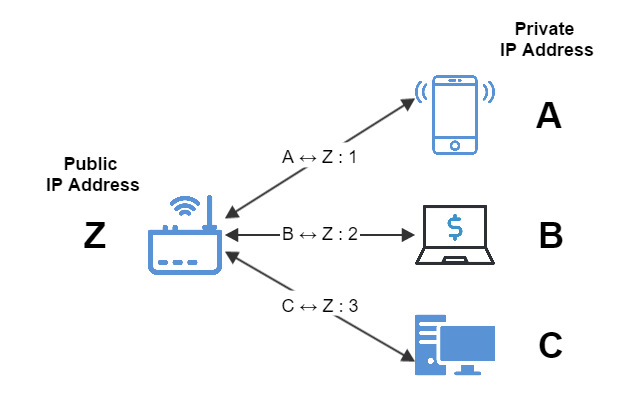 Private
IP Address
A
A ↔ Z : 1
Public
IP Address
Z
B ↔ Z : 2
$
B
C ↔ Z : 3
C